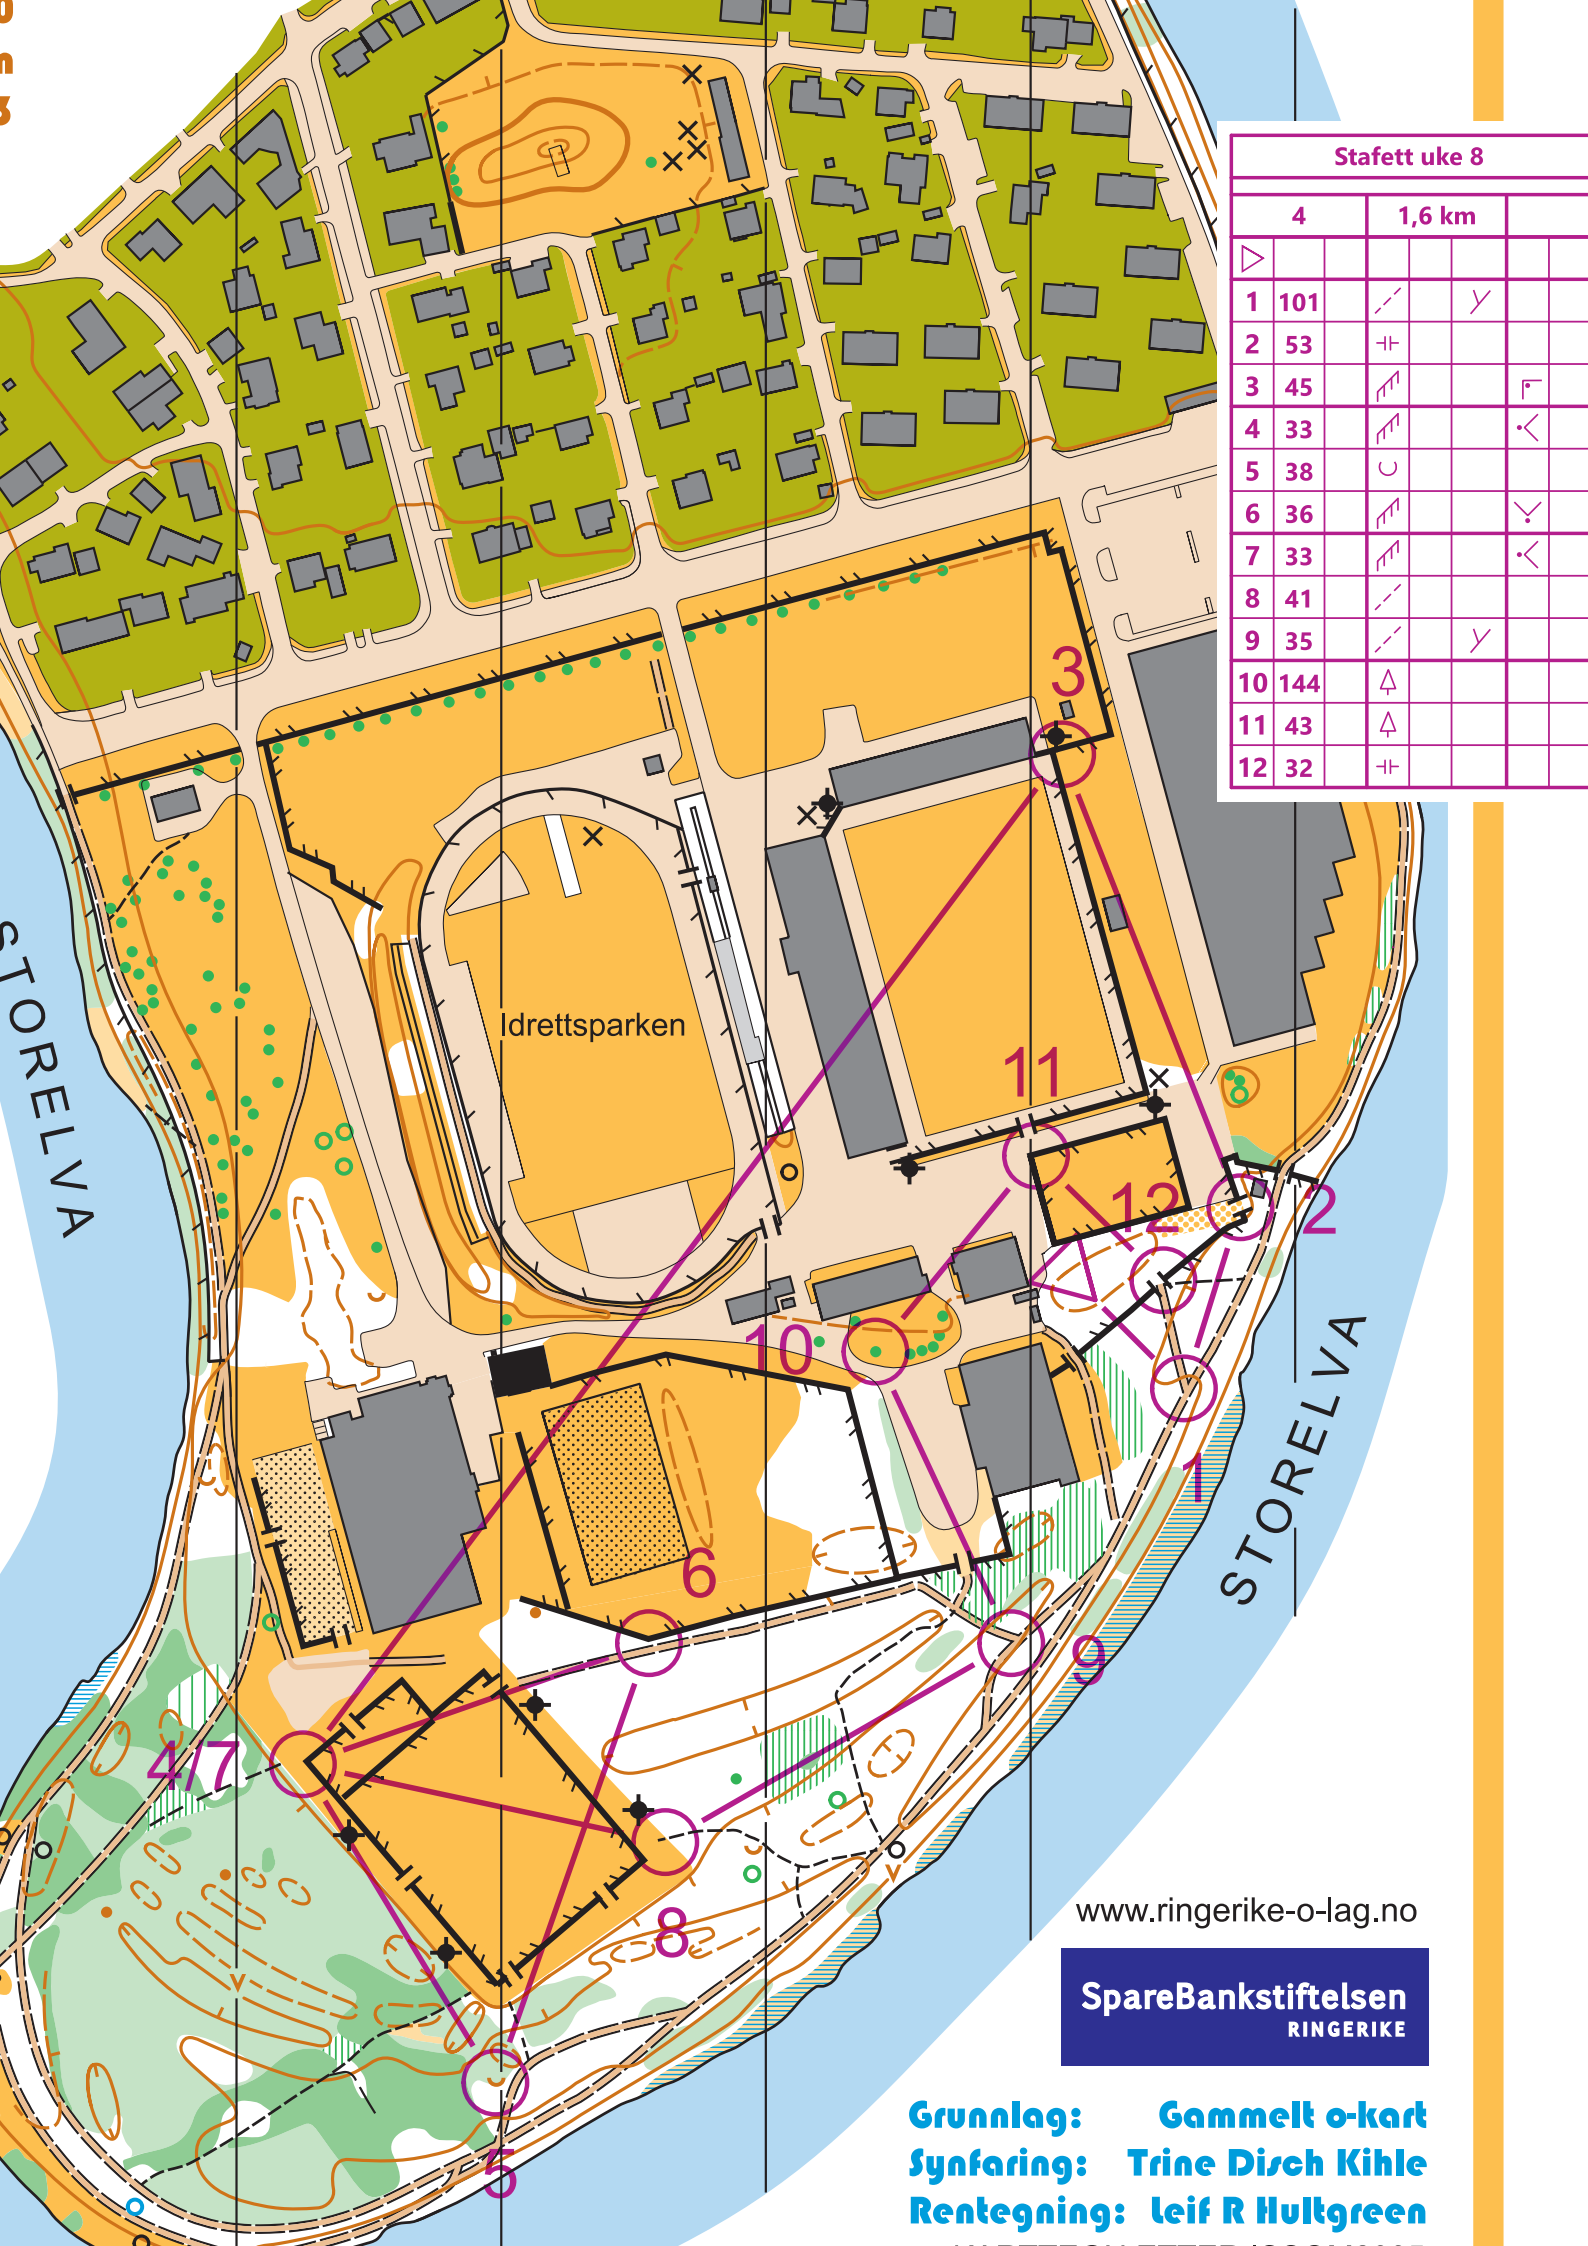 Stafett uke 8
4 1,6 km
1 101
2 53
3 45
4 33
5 38
6 36
7 33
8 41
9 35
10 144
11 43
12 32
3
STORELVA
Idrettsparken
11
12
2
10
STORELVA
1
6
9
4/7
8
5
www.ringerike-o-lag.no
SpareBankstiftelsen
RINGERIKE
Grunnlag: Gammelt o-kart
Synfaring: Trine Disch Kihle
Rentegning: Leif R Hultgreen